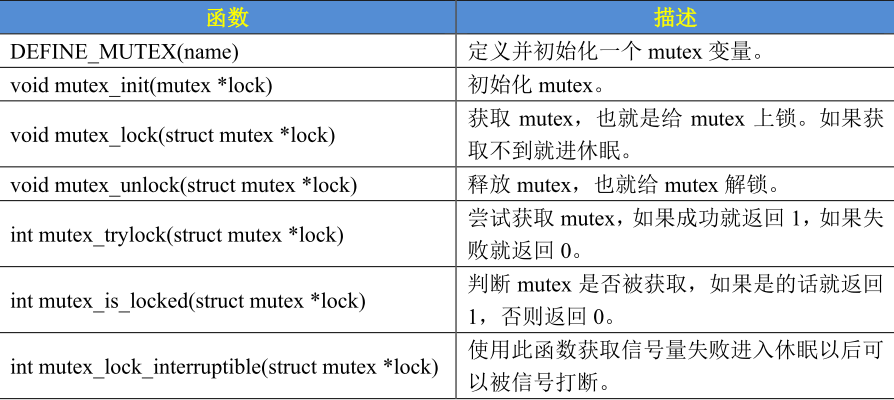 函数 描述
DEFINE_MUTEX(name) 定义并初始化一个 mutex 变量。
void mutex_init(mutex *lock) 初始化 mutex。
void mutex_lock(struct mutex *lock) 获取 mutex，也就是给 mutex 上锁。如果获
取不到就进休眠。
void mutex_unlock(struct mutex *lock) 释放 mutex，也就给 mutex 解锁。
int mutex_trylock(struct mutex *lock) 尝试获取 mutex，如果成功就返回 1，如果失
败就返回 0。
int mutex_is_locked(struct mutex *lock) 判断 mutex 是否被获取，如果是的话就返回
1，否则返回 0。
int mutex_lock_interruptible(struct mutex *lock) 使用此函数获取信号量失败进入休眠以后可
以被信号打断。